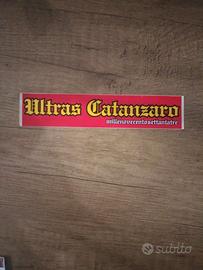 Ultras Catanzaro
millenovecentosettantatre
subito